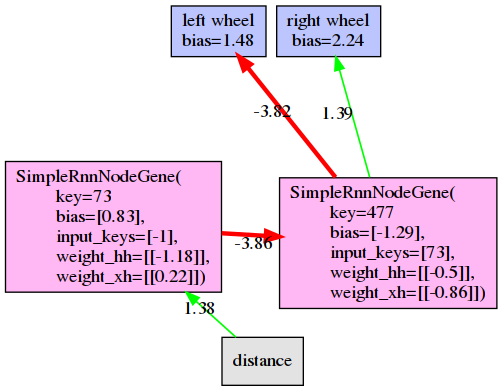 left wheel
bias=1.48
right wheel
bias=2.24
-3.82
1.39
SimpleRnnNodeGene(
key=73
bias=[0.83],
input_keys=[-1],
weight_hh=[[-1.18]],
weight_xh=[[0.22]])
-3.86
SimpleRnnNodeGene(
key=477
bias=[-1.29],
input_keys=[73],
weight_hh=[[-0.5]],
weight_xh=[[-0.86]])
1.38
distance